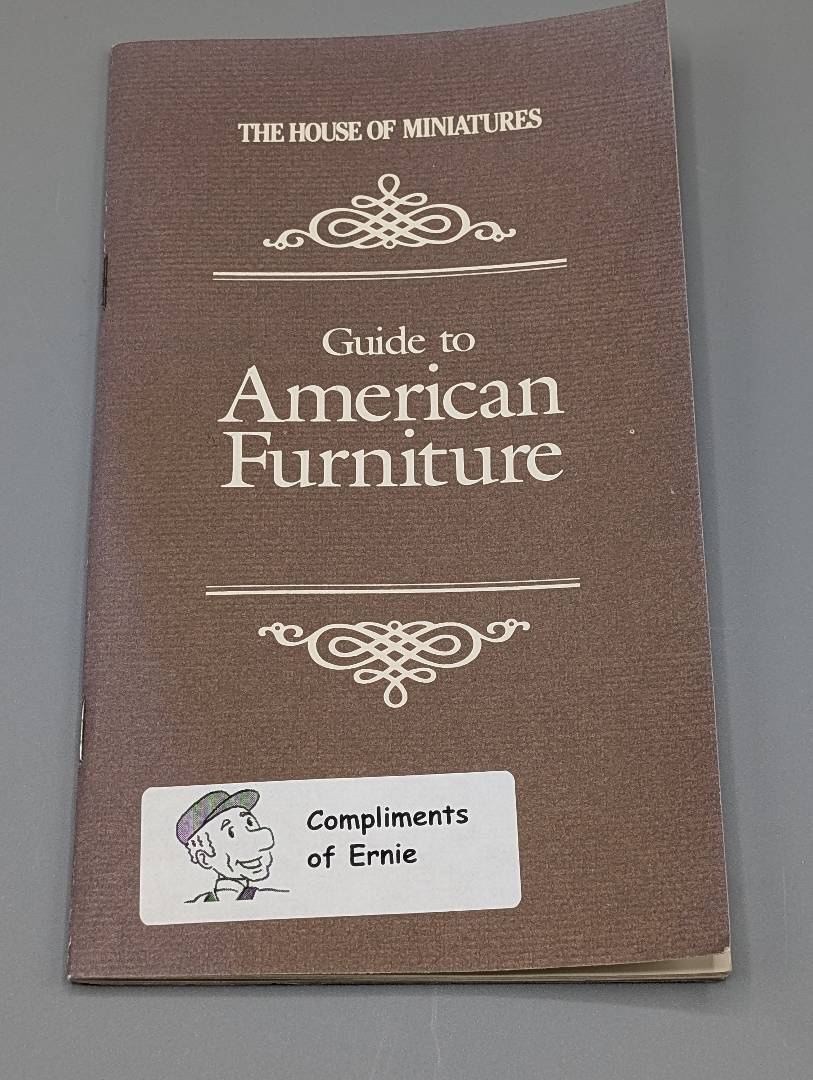 THE HOUSE OF MINIATURES
Guide to
American
Furniture
Compliments
of Ernie